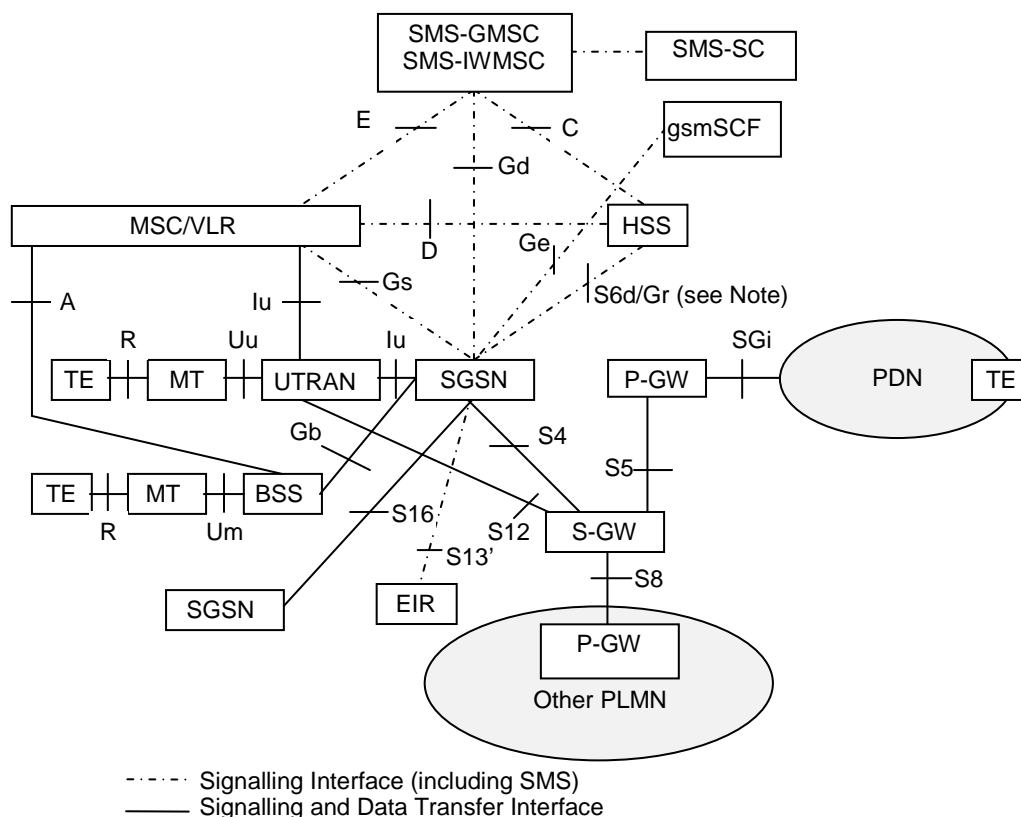 SMS-GMSC
SMS-IWMSC
SMS-SC
E
C
gsmSCF
Gd
MSC/VLR
HSS
D
Ge
Gs
S6d/Gr (see Note)
A
Iu
R
Uu
Iu
SGi
TE
MT
UTRAN
SGSN
P-GW
PDN
TE
Gb
S4
S5
TE
MT
BSS
S16
S12
S-GW
R
Um
S13’
S8
SGSN
EIR
P-GW
Other PLMN
Signalling Interface (including SMS)
Signalling and Data Transfer Interface